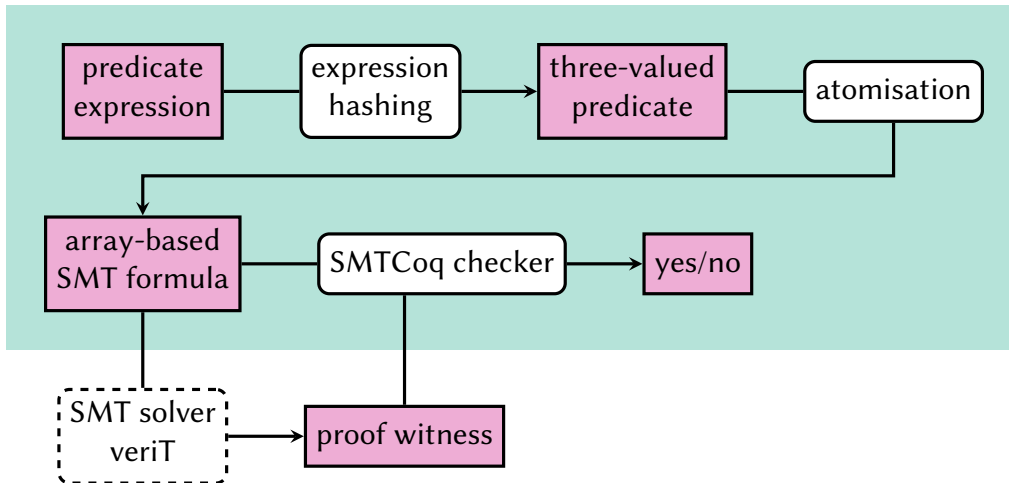 predicate
expression
expression
hashing
three-valued
predicate
atomisation
array-based
SMT formula
SMTCoq checker
yes/no
SMT solver
veriT
proof witness